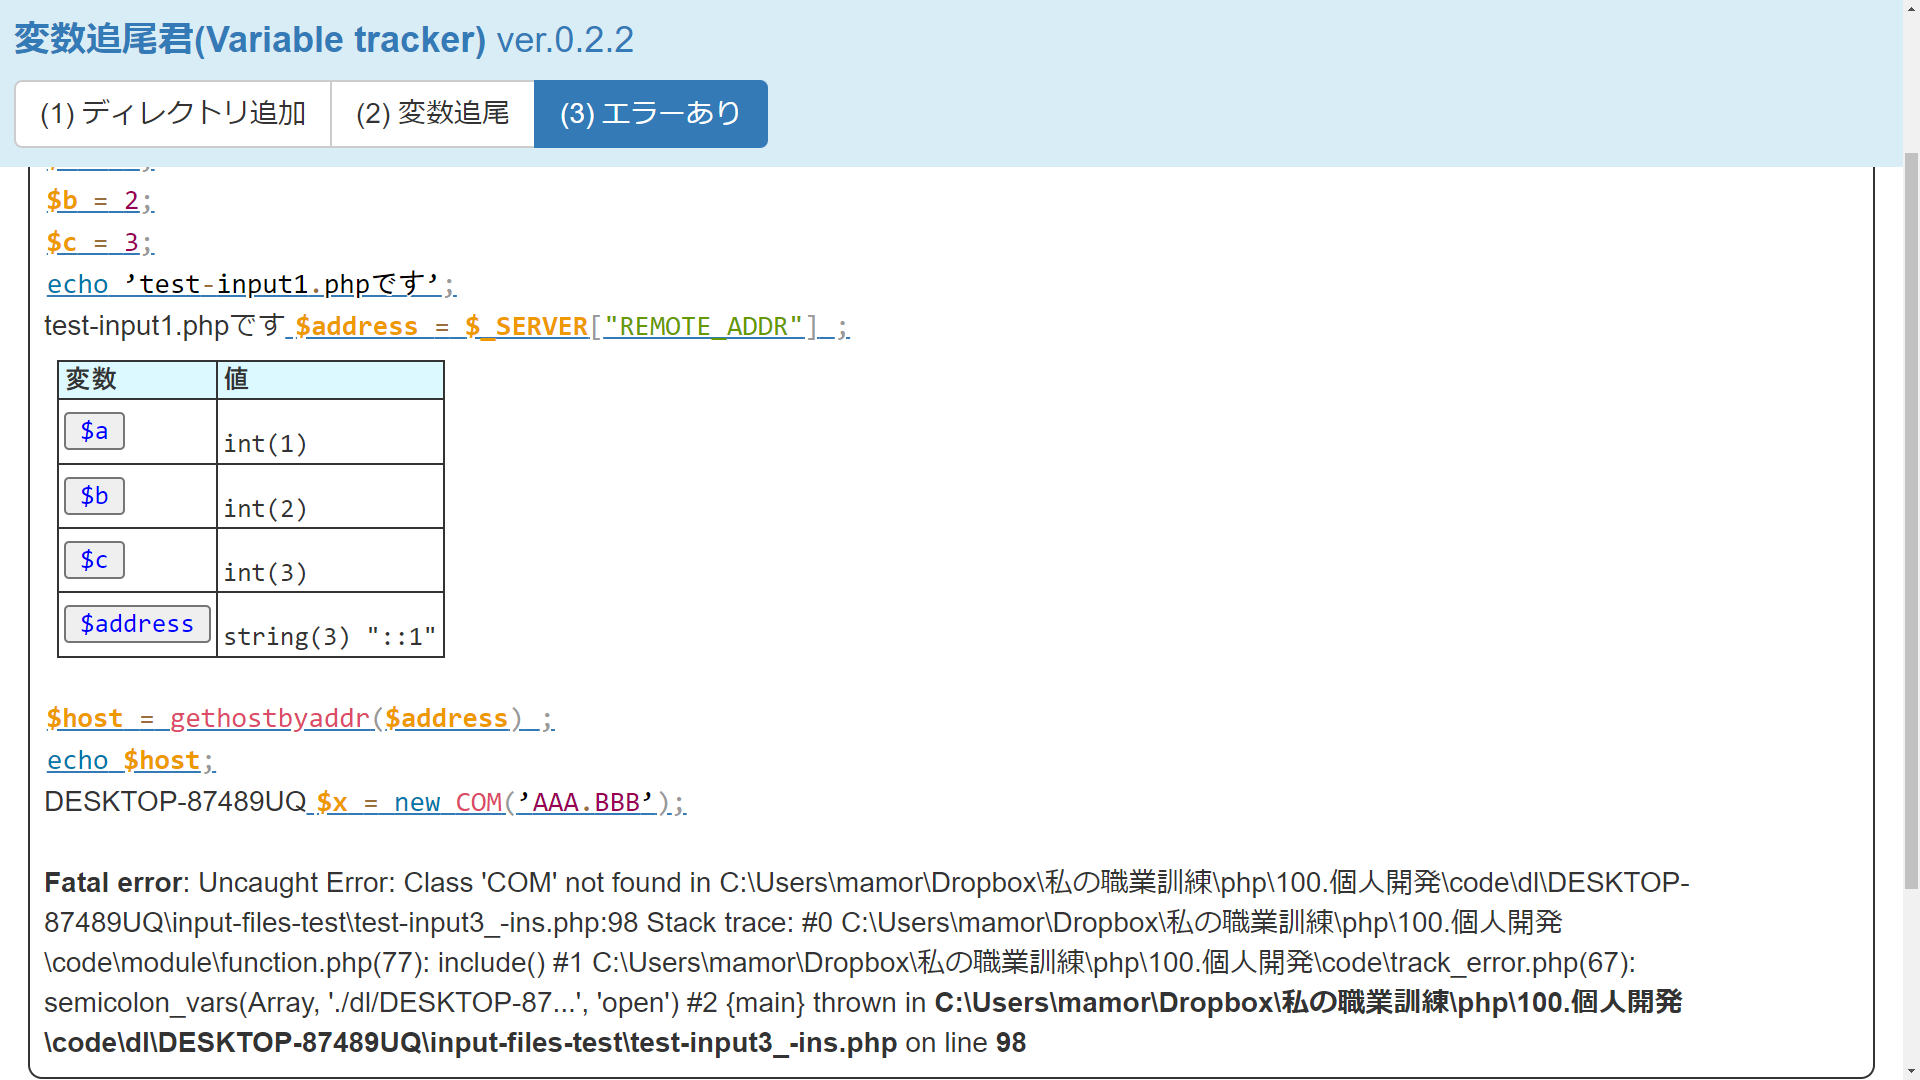 変数追尾君(Variable tracker) ver.0.2.2
(1) ディレクトリ追加 (2) 変数追尾 (3) エラーあり
$b = 2;
$c = 3;
echo ’test-input1.phpです’;
test-input1.phpです $address = $_SERVER["REMOTE_ADDR"] ;
変数 値
$a int(1)
$b int(2)
$c int(3)
$address string(3) "::1"
$host = gethostbyaddr($address) ;
echo $host;
DESKTOP-87489UQ $x = new COM(’AAA.BBB’);
Fatal error: Uncaught Error: Class 'COM' not found in C:\Users\mamor\Dropbox\私の職業訓練\php\100.個人開発\code\dl\DESKTOP-
87489UQ\input-files-test\test-input3_-ins.php:98 Stack trace: #0 C:\Users\mamor\Dropbox\私の職業訓練\php\100.個人開発
\code\module\function.php(77): include() #1 C:\Users\mamor\Dropbox\私の職業訓練\php\100.個人開発\code\track_error.php(67):
semicolon_vars(Array, './dl/DESKTOP-87...', 'open') #2 {main} thrown in C:\Users\mamor\Dropbox\私の職業訓練\php\100.個人開発
\code\dl\DESKTOP-87489UQ\input-files-test\test-input3_-ins.php on line 98